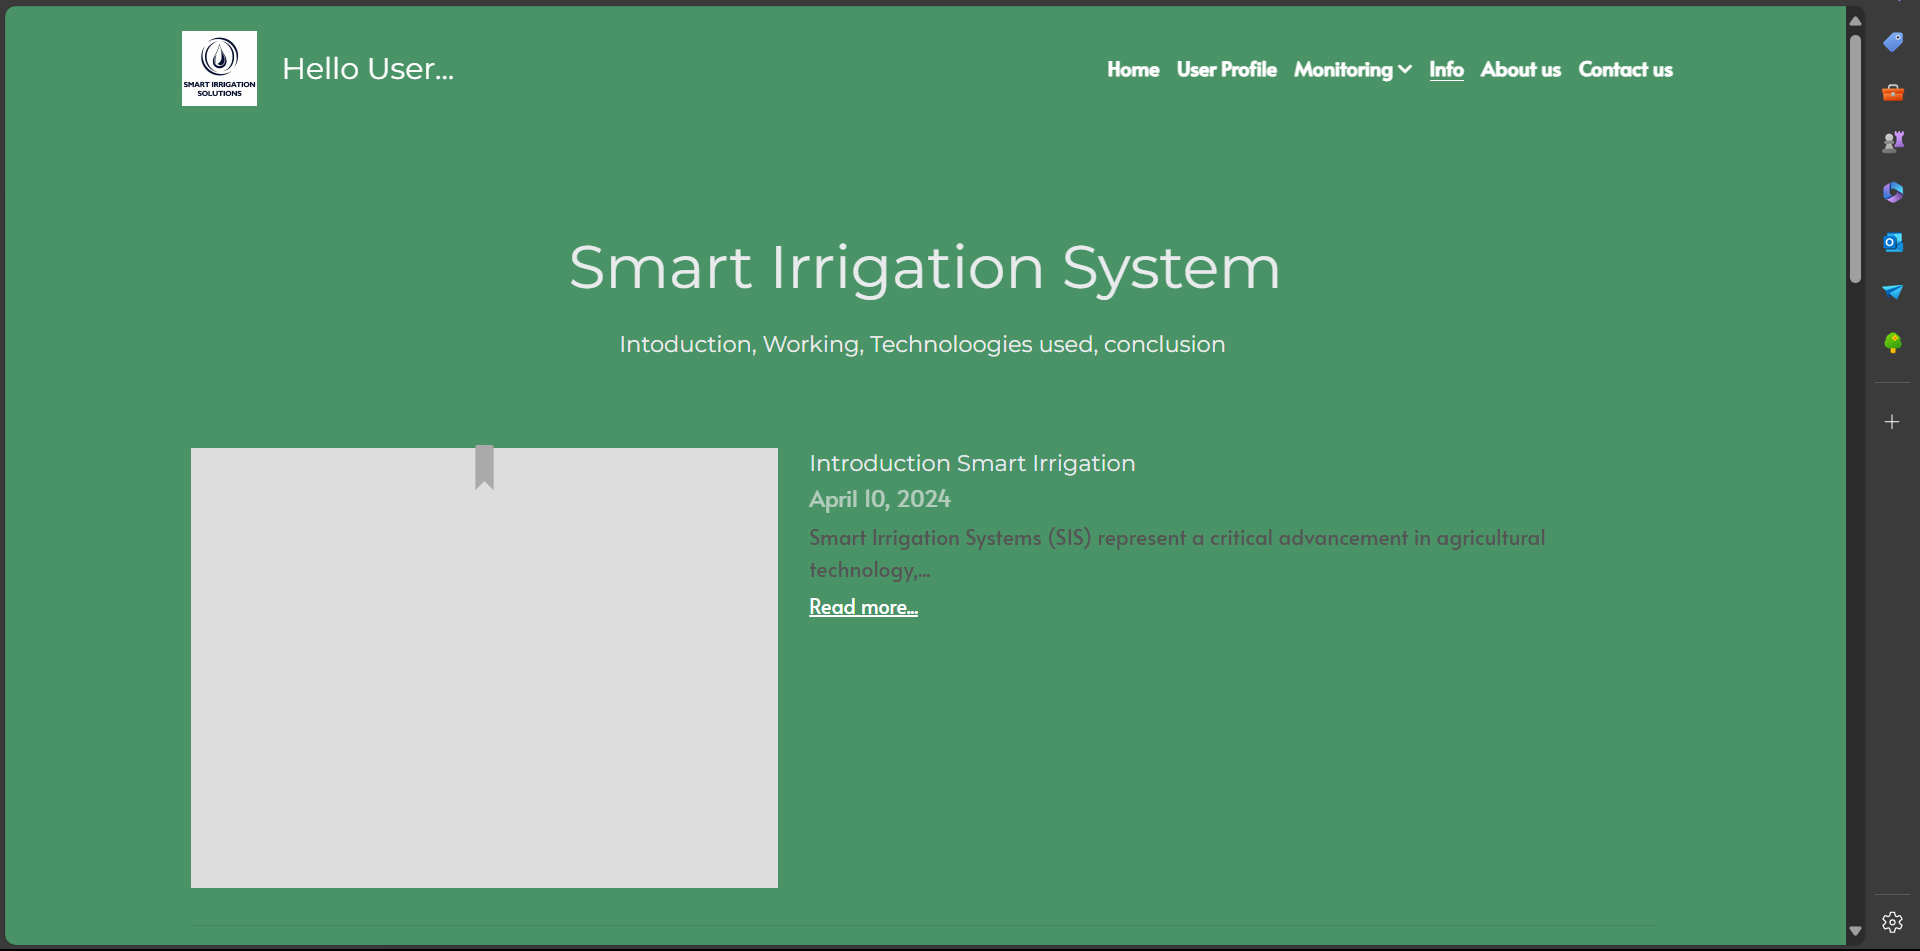 SMART IRRIGATION
SOLUTIONS
Hello User...
Home User Profile Monitoring Info About us Contact us
Smart Irrigation System
Intoduction, Working, Technoloogies used, conclusion
Introduction Smart Irrigation
April 10, 2024
Smart Irrigation Systems (SIS) represent a critical advancement in agricultural
technology,...
Read more...